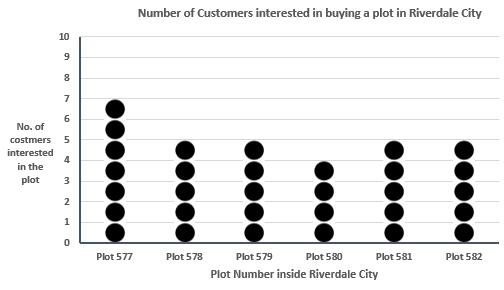 Number of Customers interested in buying a plot in Riverdale City
10
9
8
7
6
5
4
3
2
1
0
No. of
costmers
interested
in the
plot
Plot 577 Plot 578 Plot 579 Plot 580 Plot 581 Plot 582
Plot Number inside Riverdale City